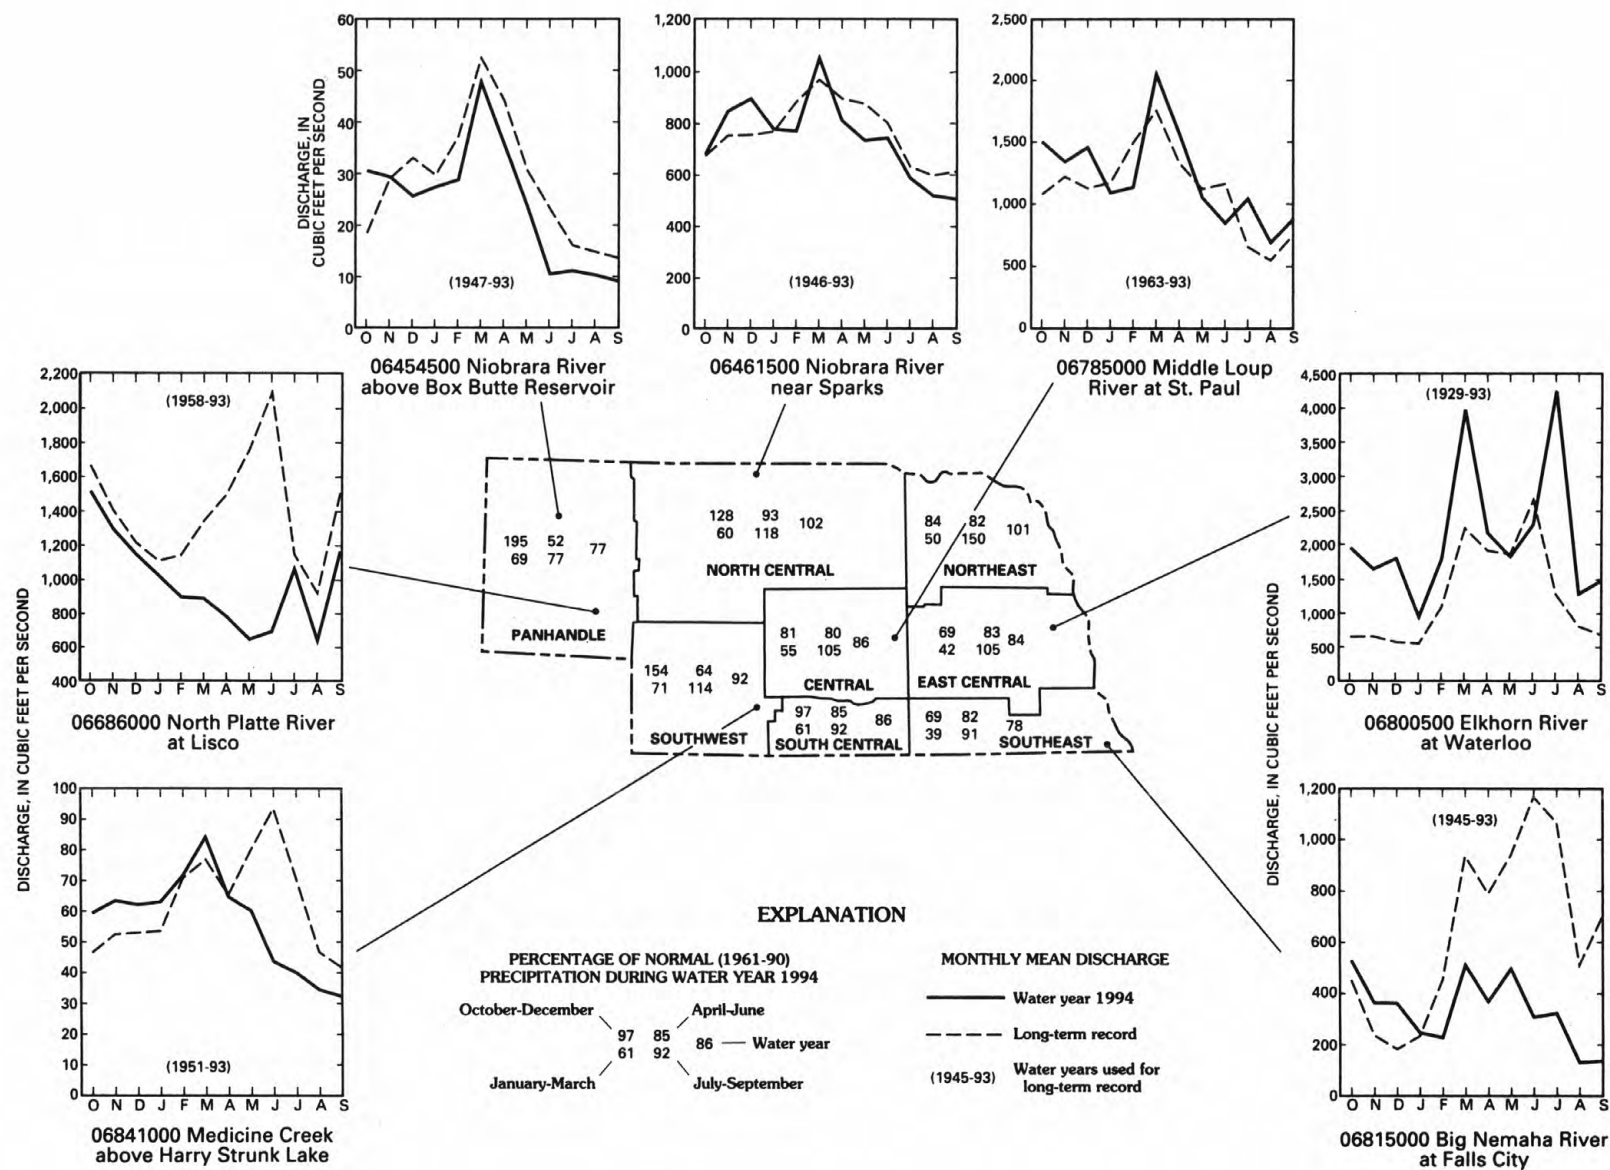 60
50
40
30
20
10
0
DISCHARGE, IN
CUBIC FEET PER SECOND
(1947-93)
O N D J F M A M J J A S
06454500 Niobrara River
above Box Butte Reservoir
1,200
1,000
800
600
400
200
0
(1946-93)
O N D J F M A M J J A S
06461500 Niobrara River
near Sparks
2,500
2,000
1,500
1,000
500
0
(1963-93)
O N D J F M A M J J A S
06785000 Middle Loup
River at St. Paul
2,200
2,000
1,800
1,600
1,400
1,200
1,000
800
600
400
(1958-93)
O N D J F M A M J J A S
06686000 North Platte River
at Lisco
DISCHARGE, IN CUBIC FEET PER SECOND
100
90
80
70
60
50
40
30
20
10
0
(1951-93)
O N D J F M A M J J A S
06841000 Medicine Creek
above Harry Strunk Lake
195 52
69 77
77
PANHANDLE
128 93
60 118
102
NORTH CENTRAL
84 82
50 150
101
NORTHEAST
81 80
55 105
86
CENTRAL
69 83
42 105
84
EAST CENTRAL
154 64
71 114
92
SOUTHWEST
97 85
61 92
86
SOUTH CENTRAL
69 82
39 91
78
SOUTHEAST
4,500
4,000
3,500
3,000
2,500
2,000
1,500
1,000
500
0
(1929-93)
O N D J F M A M J J A S
06800500 Elkhorn River
at Waterloo
DISCHARGE, IN CUBIC FEET PER SECOND
1,200
1,000
800
600
400
200
0
(1945-93)
O N D J F M A M J J A S
06815000 Big Nemaha River
at Falls City
EXPLANATION
PERCENTAGE OF NORMAL (1961-90)
PRECIPITATION DURING WATER YEAR 1994
October-December
April-June
97 85
61 92
86 — Water year
January-March
July-September
MONTHLY MEAN DISCHARGE
Water year 1994
Long-term record
(1945-93)
Water years used for
long-term record